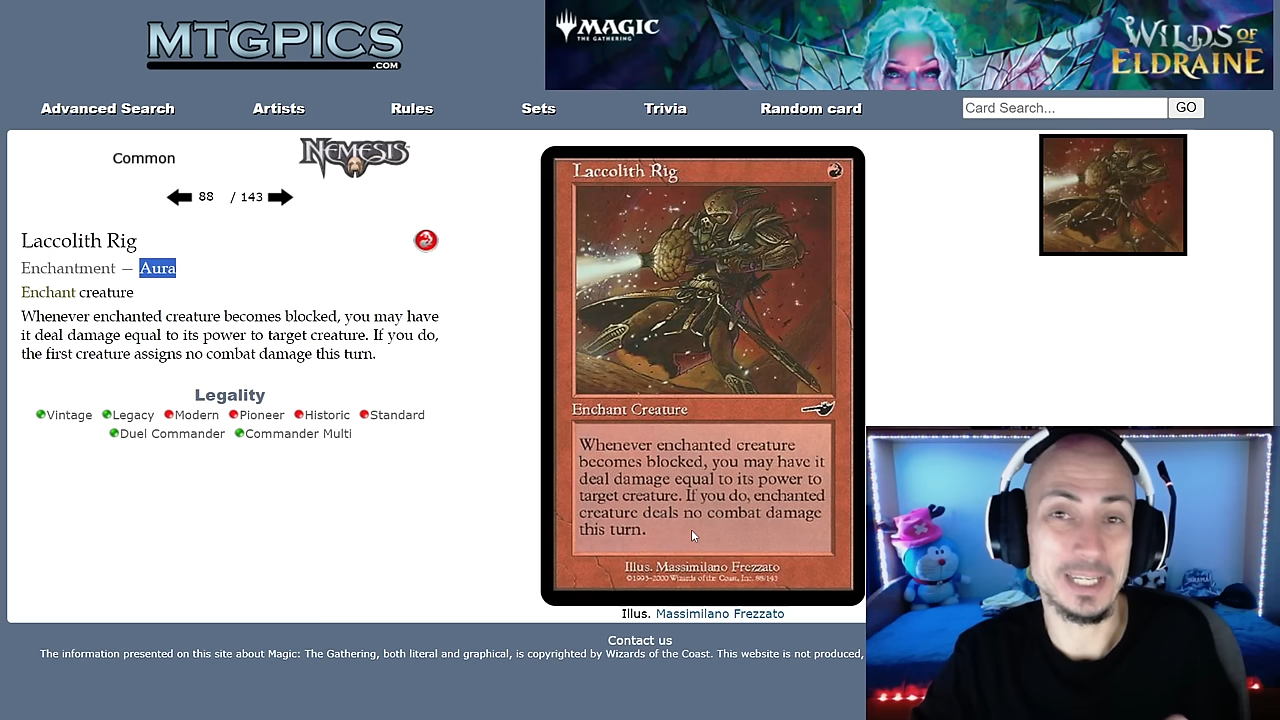 MTGPICS
.COM
MAGIC
THE GATHERING
WILDS OF
ELDRAINE
Advanced Search Artists Rules Sets Trivia Random card Card Search... GO
Common NEMESIS
88 / 143
Laccolith Rig
Enchantment — Aura
Enchant creature
Whenever enchanted creature becomes blocked, you may have
it deal damage equal to its power to target creature. If you do,
the first creature assigns no combat damage this turn.
Legality
Vintage Legacy Modern Pioneer Historic Standard
Duel Commander Commander Multi
Laccolith Rig
Enchant Creature
Whenever enchanted creature
becomes blocked, you may have it
deal damage equal to its power to
target creature. If you do, enchanted
creature deals no combat damage
this turn.
Illus. Massimilano Frezzato
©1993-2000 Wizards of the Coast, Inc. 88/143
Illus. Massimilano Frezzato
Contact us
The information presented on this site about Magic: The Gathering, both literal and graphical, is copyrighted by Wizards of the Coast. This website is not produced,